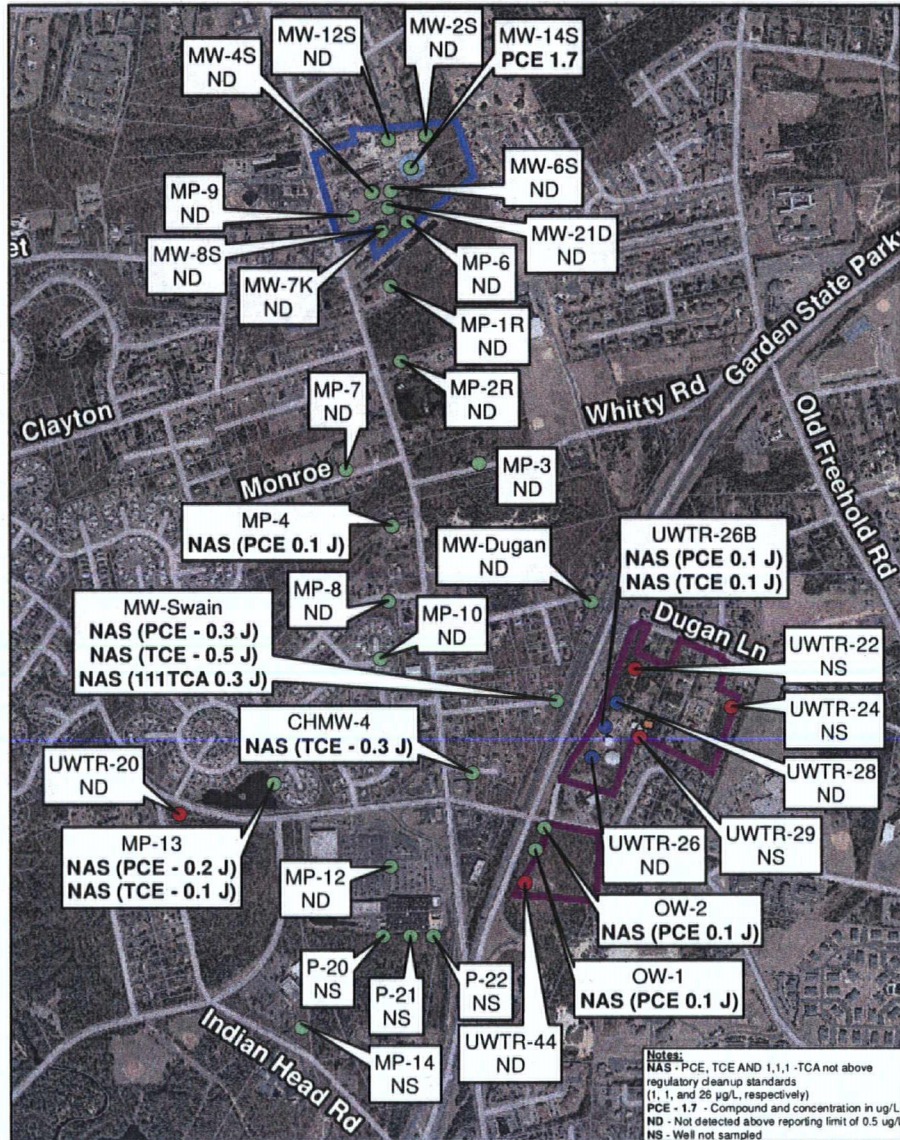 MW-12S
ND
MW-2S
ND
MW-14S
PCE 1.7
MW-4S
ND
MW-6S
ND
MP-9
ND
MW-21D
ND
MW-8S
ND
MP-6
ND
MW-7K
ND
MP-1R
ND
Garden State Parkw
MP-2R
ND
Whitty Rd
MP-7
ND
Clayton
Old Freehold Rd
Monroe
MP-3
ND
MP-4
NAS (PCE 0.1 J)
UWTR-26B
NAS (PCE 0.1 J)
NAS (TCE 0.1 J)
MW-Dugan
ND
MP-8
ND
MW-Swain
NAS (PCE - 0.3 J)
NAS (TCE - 0.5 J)
NAS (111TCA 0.3 J)
MP-10
ND
Dugan Ln
UWTR-22
NS
UWTR-24
NS
CHMW-4
NAS (TCE - 0.3 J)
UWTR-20
ND
UWTR-28
ND
MP-13
NAS (PCE - 0.2 J)
NAS (TCE - 0.1 J)
UWTR-26
ND
UWTR-29
NS
MP-12
ND
OW-2
NAS (PCE 0.1 J)
P-20
NS
P-21
NS
P-22
NS
OW-1
NAS (PCE 0.1 J)
Indian Head Rd
MP-14
NS
UWTR-44
ND
Notes:
NAS - PCE, TCE AND 1,1,1 -TCA not above
regulatory cleanup standards
(1, 1, and 26 µg/L, respectively)
PCE - 1.7 - Compound and concentration in ug/L
ND - Not detected above reporting limit of 0.5 ug/
NS - Well not sampled